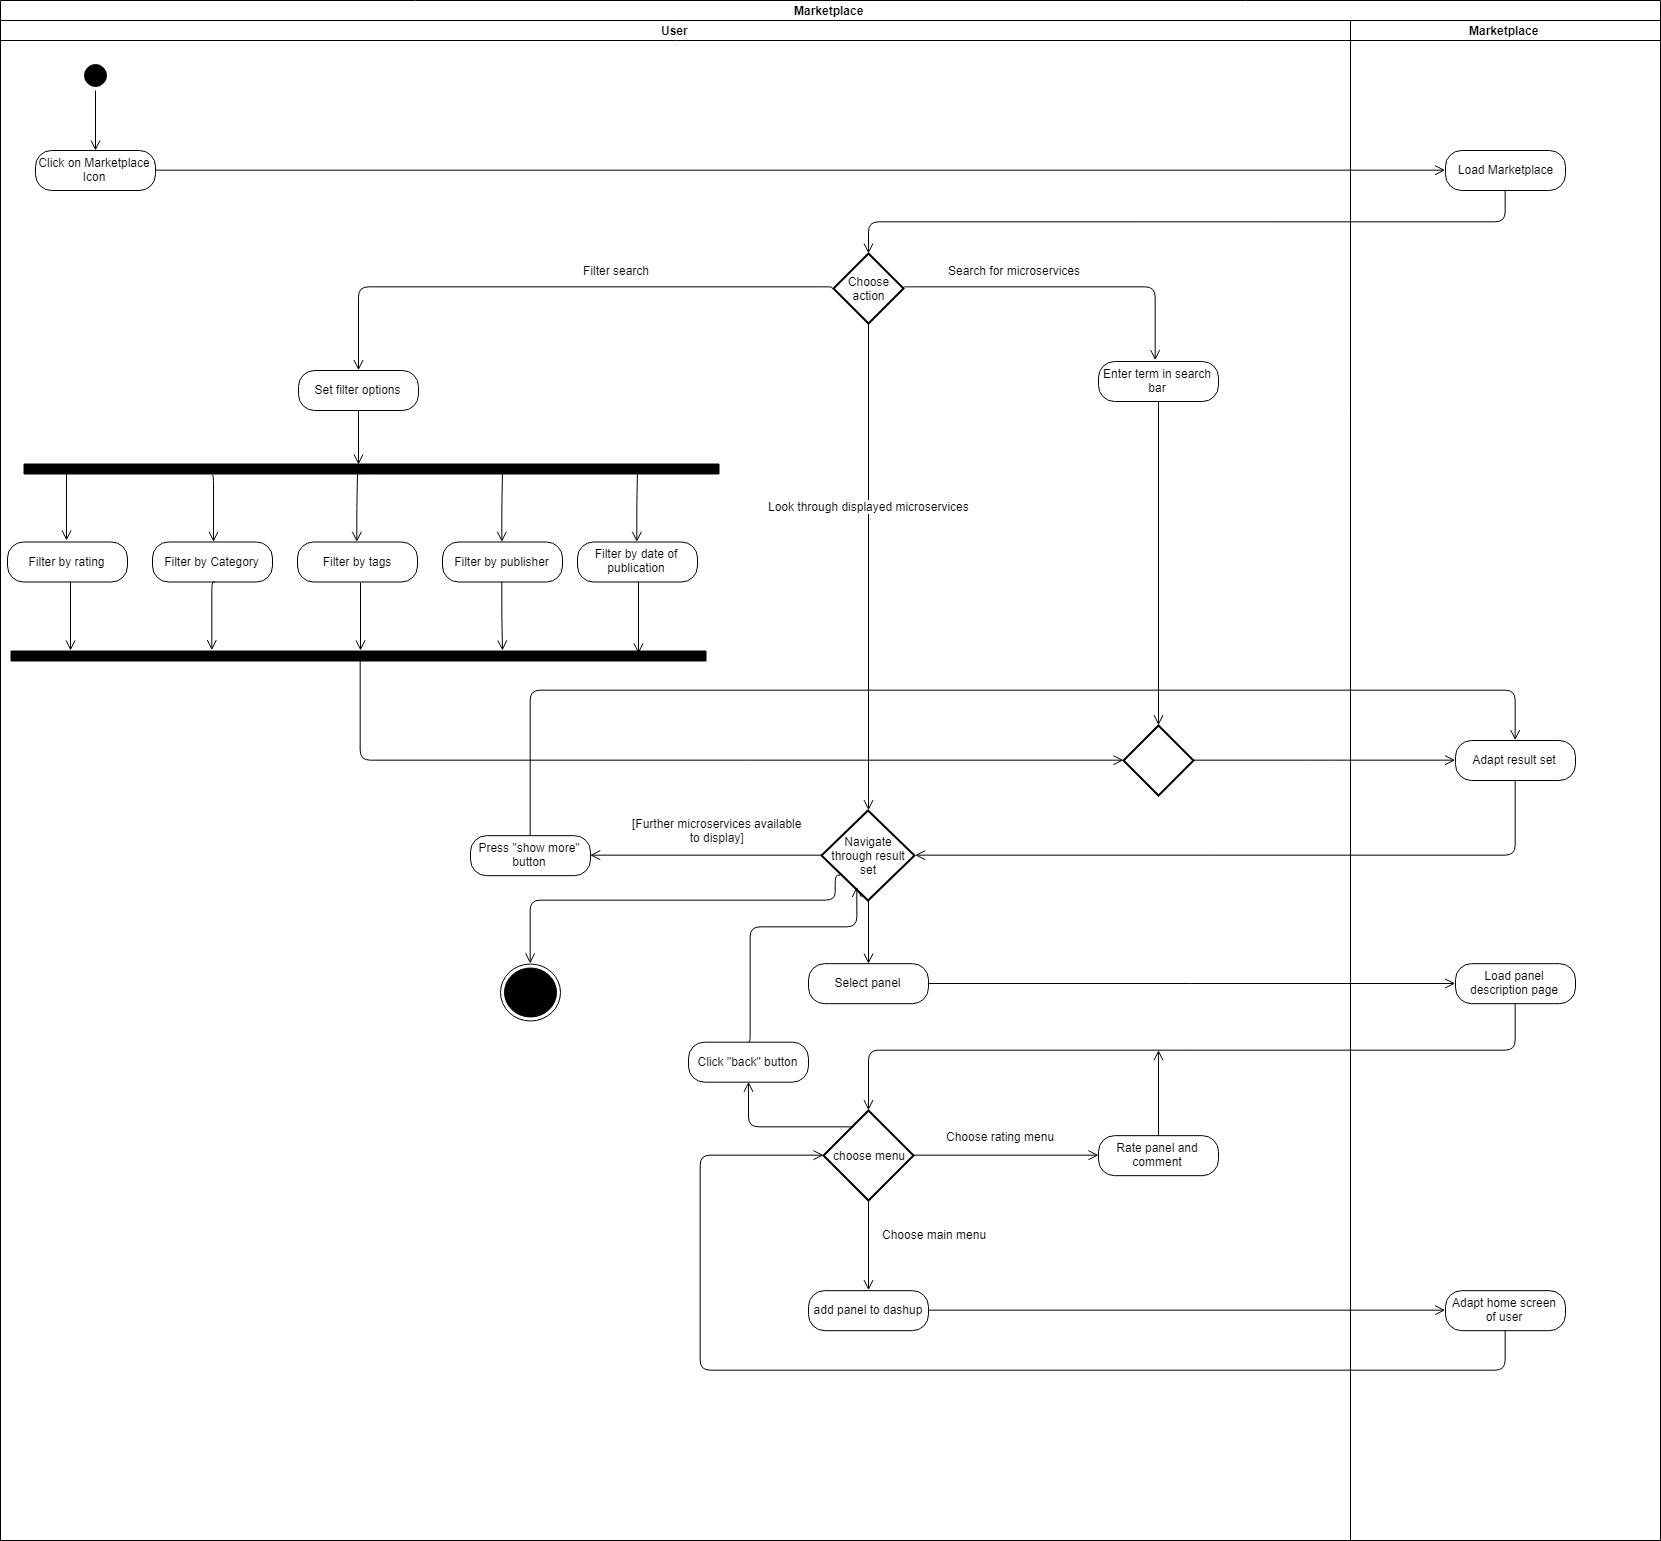 Marketplace
User
Marketplace
Click on Marketplace
Icon
Load Marketplace
Filter search
Choose
action
Search for microservices
Set filter options
Enter term in search
bar
Look through displayed microservices
Filter by rating
Filter by Category
Filter by tags
Filter by publisher
Filter by date of
publication
Adapt result set
[Further microservices available
to display]
Press "show more"
button
Navigate
through result
set
Select panel
Load panel
description page
Click "back" button
choose menu
Choose rating menu
Rate panel and
comment
Choose main menu
add panel to dashup
Adapt home screen
of user